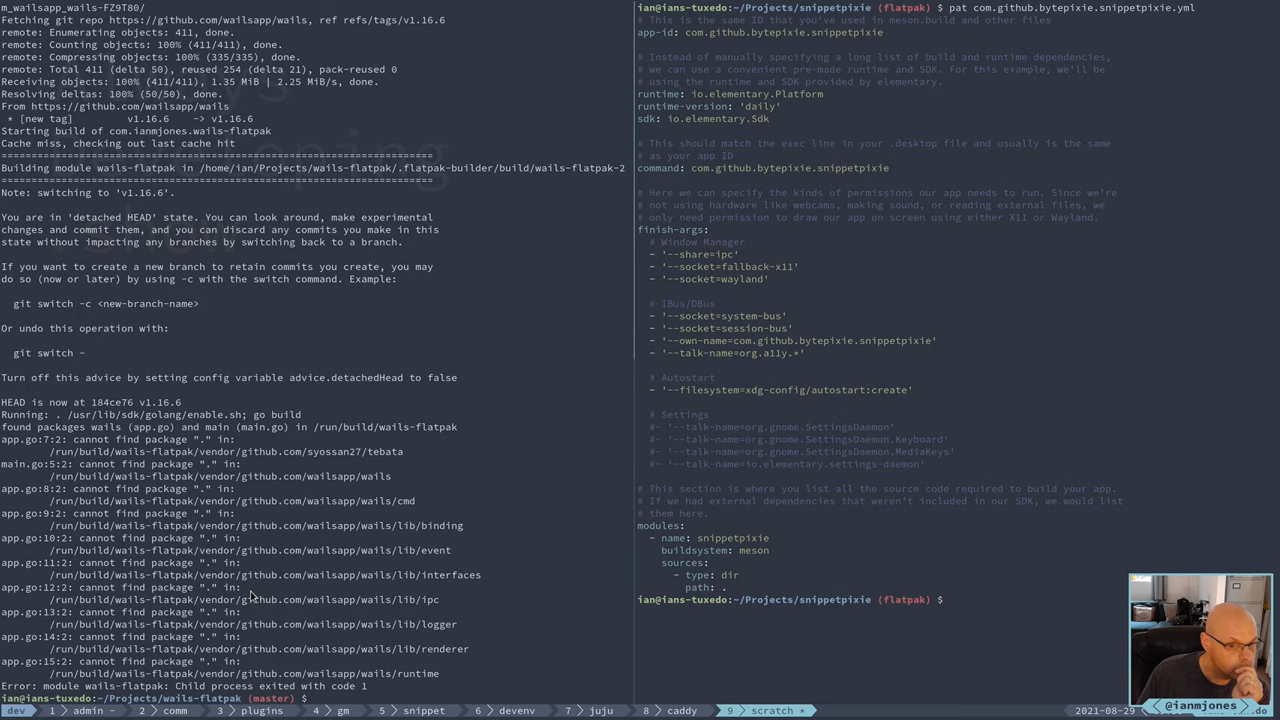 m_wailsapp_wails-FZ9T80/
Fetching git repo https://github.com/wailsapp/wails, ref refs/tags/v1.16.6
remote: Enumerating objects: 411, done.
remote: Counting objects: 100% (411/411), done.
remote: Compressing objects: 100% (335/335), done.
remote: Total 411 (delta 50), reused 254 (delta 21), pack-reused 0
Receiving objects: 100% (411/411), 1.35 MiB | 2.25 MiB/s, done.
Resolving deltas: 100% (50/50), done.
From https://github.com/wailsapp/wails
* [new tag]         v1.16.6    -> v1.16.6
Starting build of com.ianmjones.wails-flatpak
Cache miss, checking out last cache hit
========================================================================
Building module wails-flatpak in /home/ian/Projects/wails-flatpak/.flatpak-builder/build/wails-flatpak-2
========================================================================
Note: switching to 'v1.16.6'.
You are in 'detached HEAD' state. You can look around, make experimental
changes and commit them, and you can discard any commits you make in this
state without impacting any branches by switching back to a branch.
If you want to create a new branch to retain commits you create, you may
do so (now or later) by using -c with the switch command. Example:
git switch -c <new-branch-name>
Or undo this operation with:
git switch -
Turn off this advice by setting config variable advice.detachedHead to false
HEAD is now at 184ce76 v1.16.6
Running: . /usr/lib/sdk/golang/enable.sh; go build
found packages wails (app.go) and main (main.go) in /run/build/wails-flatpak
app.go:7:2: cannot find package "." in:
/run/build/wails-flatpak/vendor/github.com/syossan27/tebata
main.go:5:2: cannot find package "." in:
/run/build/wails-flatpak/vendor/github.com/wailsapp/wails
app.go:8:2: cannot find package "." in:
/run/build/wails-flatpak/vendor/github.com/wailsapp/wails/cmd
app.go:9:2: cannot find package "." in:
/run/build/wails-flatpak/vendor/github.com/wailsapp/wails/lib/binding
app.go:10:2: cannot find package "." in:
/run/build/wails-flatpak/vendor/github.com/wailsapp/wails/lib/event
app.go:11:2: cannot find package "." in:
/run/build/wails-flatpak/vendor/github.com/wailsapp/wails/lib/interfaces
app.go:12:2: cannot find package "." in:
/run/build/wails-flatpak/vendor/github.com/wailsapp/wails/lib/ipc
app.go:13:2: cannot find package "." in:
/run/build/wails-flatpak/vendor/github.com/wailsapp/wails/lib/logger
app.go:14:2: cannot find package "." in:
/run/build/wails-flatpak/vendor/github.com/wailsapp/wails/lib/renderer
app.go:15:2: cannot find package "." in:
/run/build/wails-flatpak/vendor/github.com/wailsapp/wails/runtime
Error: module wails-flatpak: Child process exited with code 1
ian@ians-tuxedo:~/Projects/wails-flatpak (master) $
ian@ians-tuxedo:~/Projects/snippetpixie (flatpak) $ pat com.github.bytepixie.snippetpixie.yml
# This is the same ID that you've used in meson.build and other files
app-id: com.github.bytepixie.snippetpixie
# Instead of manually specifying a long list of build and runtime dependencies,
# we can use a convenient pre-made runtime and SDK. For this example, we'll be
# using the runtime and SDK provided by elementary.
runtime: io.elementary.Platform
runtime-version: 'daily'
sdk: io.elementary.Sdk
# This should match the exec line in your .desktop file and usually is the same
# as your app ID
command: com.github.bytepixie.snippetpixie
# Here we can specify the kinds of permissions our app needs to run. Since we're
# not using hardware like webcams, making sound, or reading external files, we
# only need permission to draw our app on screen using either X11 or Wayland.
finish-args:
# Window Manager
- '--share=ipc'
- '--socket=fallback-x11'
- '--socket=wayland'
# IBus/DBus
- '--socket=system-bus'
- '--socket=session-bus'
- '--own-name=com.github.bytepixie.snippetpixie'
- '--talk-name=org.a11y.*'
# Autostart
- '--filesystem=xdg-config/autostart:create'
# Settings
#- '--talk-name=org.gnome.SettingsDaemon'
#- '--talk-name=org.gnome.SettingsDaemon.Keyboard'
#- '--talk-name=org.gnome.SettingsDaemon.MediaKeys'
#- '--talk-name=io.elementary.settings-daemon'
# This section is where you list all the source code required to build your app.
# If we had external dependencies that weren't included in our SDK, we would list
# them here.
modules:
- name: snippetpixie
buildsystem: meson
sources:
- type: dir
path: .
ian@ians-tuxedo:~/Projects/snippetpixie (flatpak) $
dev 1 admin - 2 comm 3 plugins 4 gm 5 snippet 6 devenv 7 juju 8 caddy 9 scratch * 2021-08-29
@ianmjones